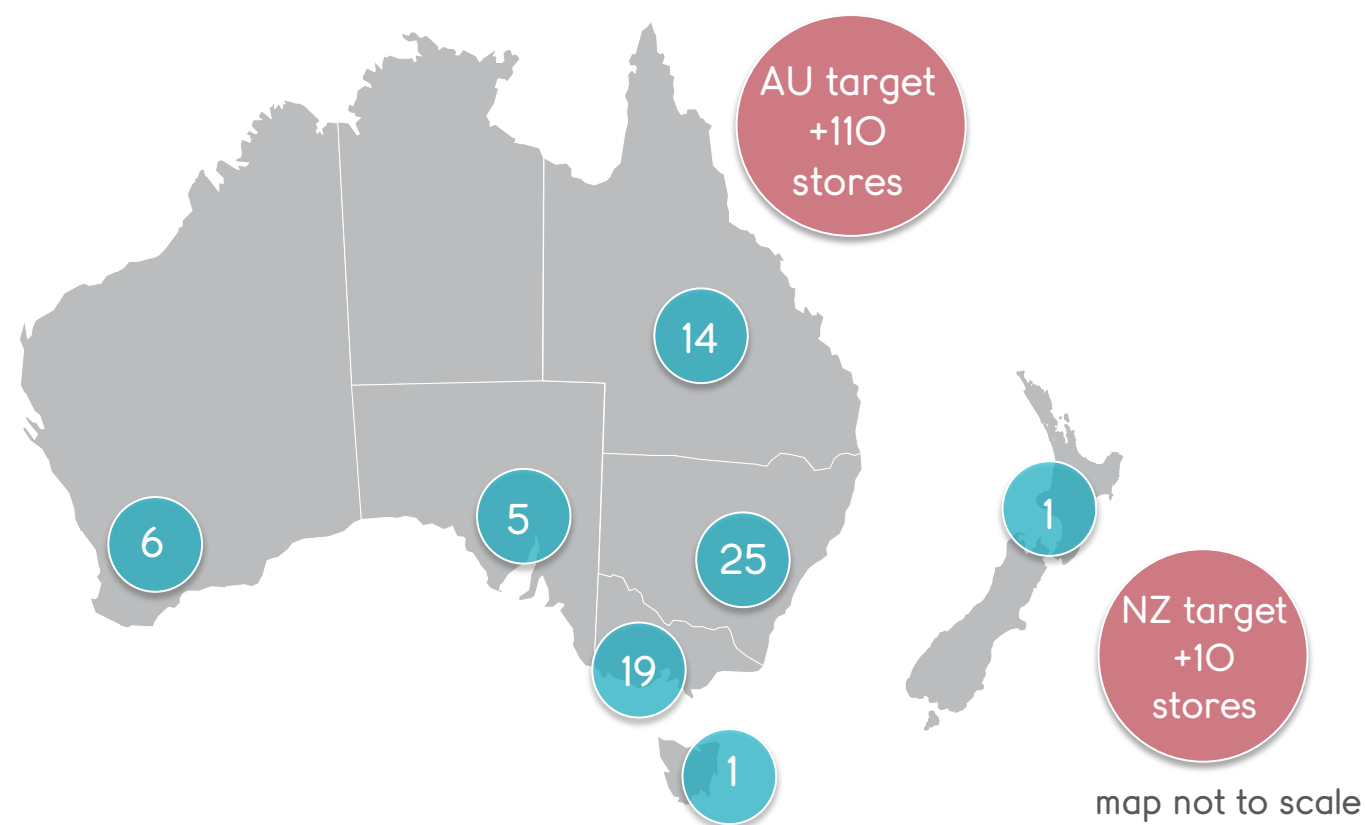 AU target
+110
stores
14
6
5
25
1
19
1
NZ target
+10
stores
map not to scale